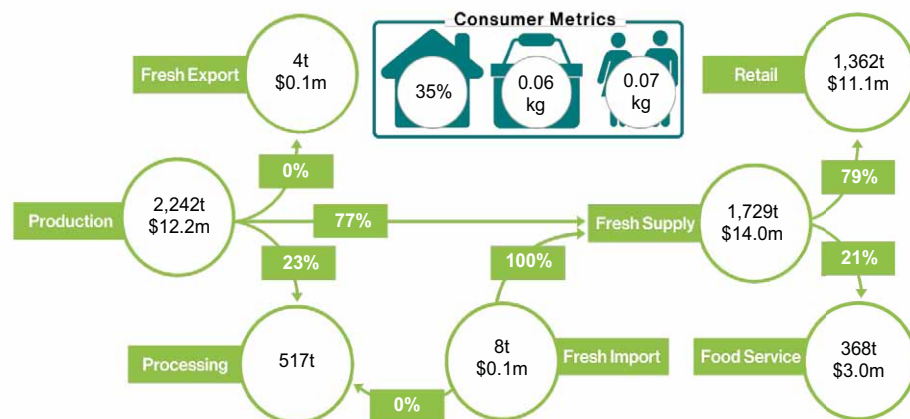 Consumer Metrics
35%
0.06
kg
0.07
kg
Fresh Export
4t
$0.1m
Retail
1,362t
$11.1m
0%
79%
Production
2,242t
$12.2m
77%
Fresh Supply
1,729t
$14.0m
23%
100%
21%
Processing
517t
8t
$0.1m
Fresh Import
Food Service
368t
$3.0m
0%